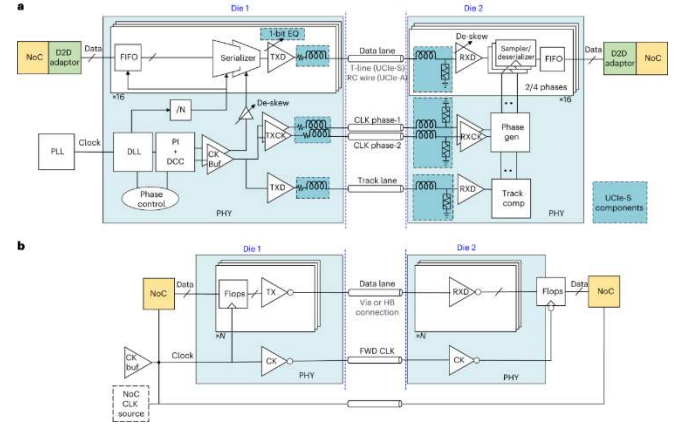 a
Die 1
Die 2
1-bit EQ
De-skew
NoC
D2D
adaptor
Data
FIFO
Serializer
TXD
Data lane
T-line (UCIe-S)
RC wire (UCIe-A)
RXD
Sampler/
deserializer
FIFO
Data
D2D
adaptor
NoC
×16
2/4 phases
×16
/N
De-skew
PLL
Clock
DLL
PI
+
DCC
CK
Buf
TXCK
CLK phase-1
CLK phase-2
RXCK
Phase
gen
Phase
control
TXD
Track lane
RXD
Track
comp
PHY
PHY
UCIe-S
components
b
Die 1
Die 2
NoC
Data
Flops
TX
Data lane
Via or HB
connection
RXD
Flops
Data
NoC
×N
×N
CK
buf
Clock
CK
FWD CLK
CK
PHY
PHY
NoC
CLK
source